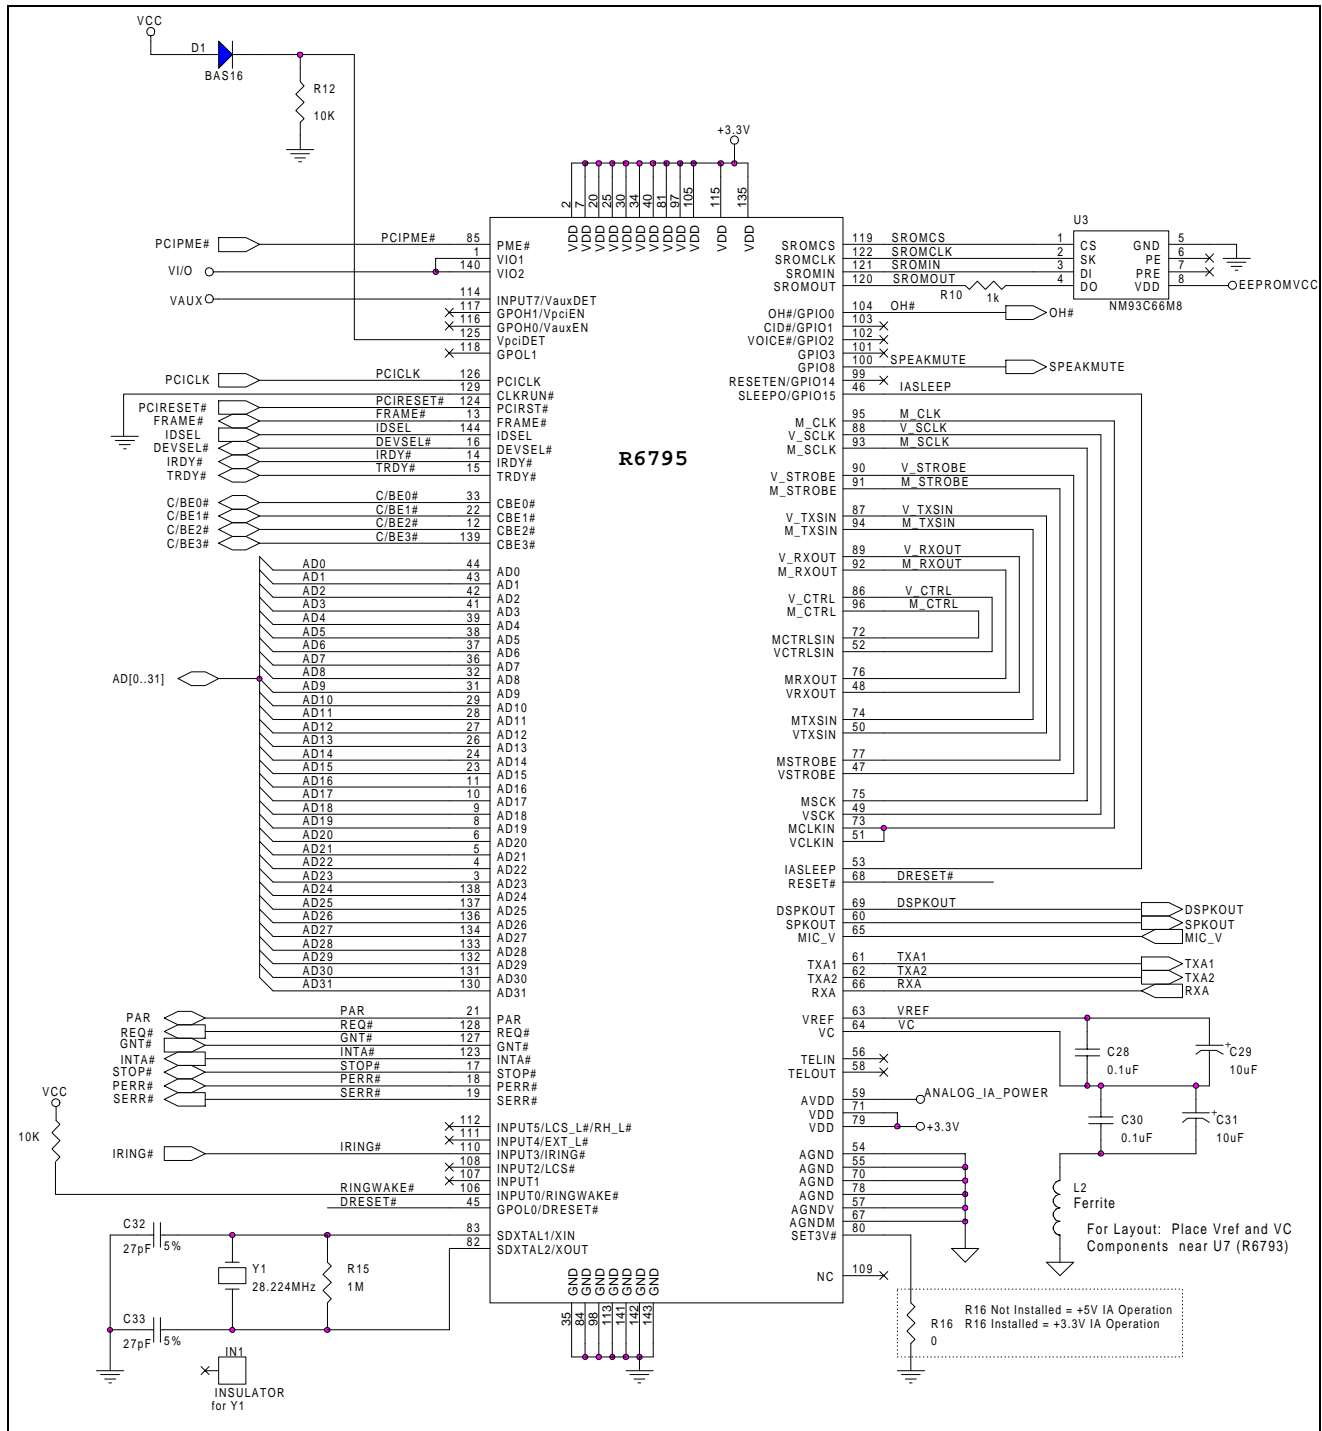 VCC
D1
BAS16
R12
10K
+3.3V
2 7 20 25 30 34 40 81 97 105 115 135
VDD VDD VDD VDD VDD VDD VDD VDD VDD VDD VDD VDD
R6795
PCIPME# PCIPME# 85 PME#
1 VIO1
VI/O 140 VIO2
VAUX 114 INPUT7/VauxDET
117 GPOH1/VpciEN
116 GPOH0/VauxEN
125 VpciDET
118 GPOL1
PCICLK PCICLK 126 PCICLK
129 CLKRUN#
PCIRESET# PCIRESET# 124 PCIRST#
FRAME# FRAME# 13 FRAME#
IDSEL IDSEL 144 IDSEL
DEVSEL# DEVSEL# 16 DEVSEL#
IRDY# IRDY# 14 IRDY#
TRDY# TRDY# 15 TRDY#
C/BE0# C/BE0# 33 CBE0#
C/BE1# C/BE1# 22 CBE1#
C/BE2# C/BE2# 12 CBE2#
C/BE3# C/BE3# 139 CBE3#
AD[0..31]
AD0 44 AD0
AD1 43 AD1
AD2 42 AD2
AD3 41 AD3
AD4 39 AD4
AD5 38 AD5
AD6 37 AD6
AD7 36 AD7
AD8 32 AD8
AD9 31 AD9
AD10 29 AD10
AD11 28 AD11
AD12 27 AD12
AD13 26 AD13
AD14 24 AD14
AD15 23 AD15
AD16 11 AD16
AD17 10 AD17
AD18 9 AD18
AD19 8 AD19
AD20 6 AD20
AD21 5 AD21
AD22 4 AD22
AD23 3 AD23
AD24 138 AD24
AD25 137 AD25
AD26 136 AD26
AD27 134 AD27
AD28 133 AD28
AD29 132 AD29
AD30 131 AD30
AD31 130 AD31
PAR PAR 21 PAR
REQ# REQ# 128 REQ#
GNT# GNT# 127 GNT#
INTA# INTA# 123 INTA#
STOP# STOP# 17 STOP#
PERR# PERR# 18 PERR#
SERR# SERR# 19 SERR#
VCC
10K
112 INPUT5/LCS_L#/RH_L#
111 INPUT4/EXT_L#
IRING# IRING# 110 INPUT3/IRING#
108 INPUT2/LCS#
107 INPUT1
RINGWAKE# 106 INPUT0/RINGWAKE#
DRESET# 45 GPOL0/DRESET#
83 SDXTAL1/XIN
82 SDXTAL2/XOUT
C32
27pF 5%
Y1
28.224MHz
R15
1M
C33
27pF 5%
IN1
INSULATOR
for Y1
GND GND GND GND GND GND GND
35 84 98 113 141 142 143
SROMCS 119 SROMCS
SROMCLK 122 SROMCLK
SROMIN 121 SROMIN
SROMOUT 120 SROMOUT
R10 1k
U3
1 CS GND 5
2 SK PE 6
3 DI PRE 7
4 DO VDD 8 EEPROMVCC
NM93C66M8
OH#/GPIO0 104 OH# OH#
CID#/GPIO1 103
VOICE#/GPIO2 102
GPIO3 101
GPIO8 100 SPEAKMUTE SPEAKMUTE
RESETEN/GPIO14 99
SLEEPO/GPIO15 46 IASLEEP
M_CLK 95 M_CLK
V_SCLK 88 V_SCLK
M_SCLK 93 M_SCLK
V_STROBE 90 V_STROBE
M_STROBE 91 M_STROBE
V_TXSIN 87 V_TXSIN
M_TXSIN 94 M_TXSIN
V_RXOUT 89 V_RXOUT
M_RXOUT 92 M_RXOUT
V_CTRL 86 V_CTRL
M_CTRL 96 M_CTRL
MCTRLSIN 72
VCTRLSIN 52
MRXOUT 76
VRXOUT 48
MTXSIN 74
VTXSIN 50
MSTROBE 77
VSTROBE 47
MSCK 75
VSCK 49
MCLKIN 73
VCLKIN 51
IASLEEP 53
RESET# 68 DRESET#
DSPKOUT 69 DSPKOUT DSPKOUT
SPKOUT 60 SPKOUT
MIC_V 65 MIC_V
TXA1 61 TXA1 TXA1
TXA2 62 TXA2 TXA2
RXA 66 RXA RXA
VREF 63 VREF
VC 64 VC
C28
0.1uF
+ C29
10uF
C30
0.1uF
+ C31
10uF
TELIN 56
TELOUT 58
AVDD 59 ANALOG_IA_POWER
VDD 71
VDD 79 +3.3V
AGND 54
AGND 55
AGND 70
AGND 78
AGNDV 57
AGNDM 67
SET3V# 80
NC 109
L2
Ferrite
For Layout: Place Vref and VC
Components near U7 (R6793)
R16 Not Installed = +5V IA Operation
R16 R16 Installed = +3.3V IA Operation
0